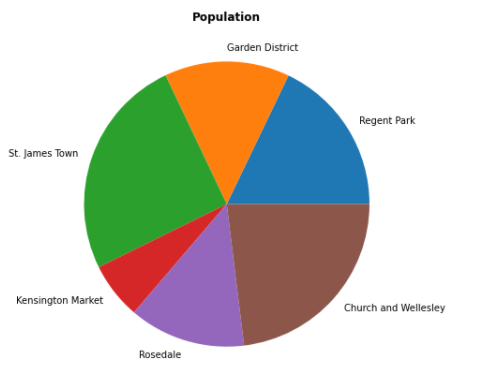 Population
Garden District
Regent Park
St. James Town
Kensington Market
Church and Wellesley
Rosedale